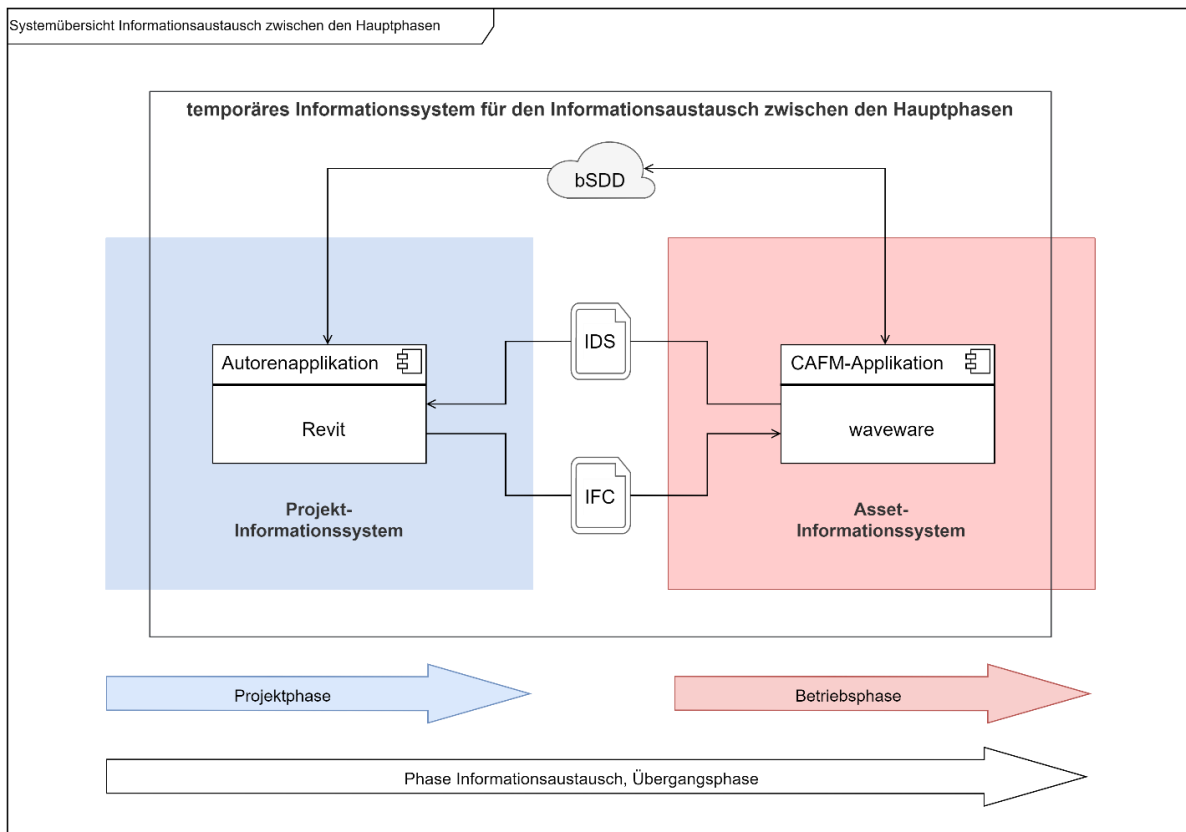 Systemübersicht Informationsaustausch zwischen den Hauptphasen
temporäres Informationssystem für den Informationsaustausch zwischen den Hauptphasen
bSDD
IDS
Autorenapplikation
CAFM-Applikation
Revit
waveware
IFC
Projekt-
Informationssystem
Asset-
Informationssystem
Projektphase
Betriebsphase
Phase Informationsaustausch, Übergangsphase